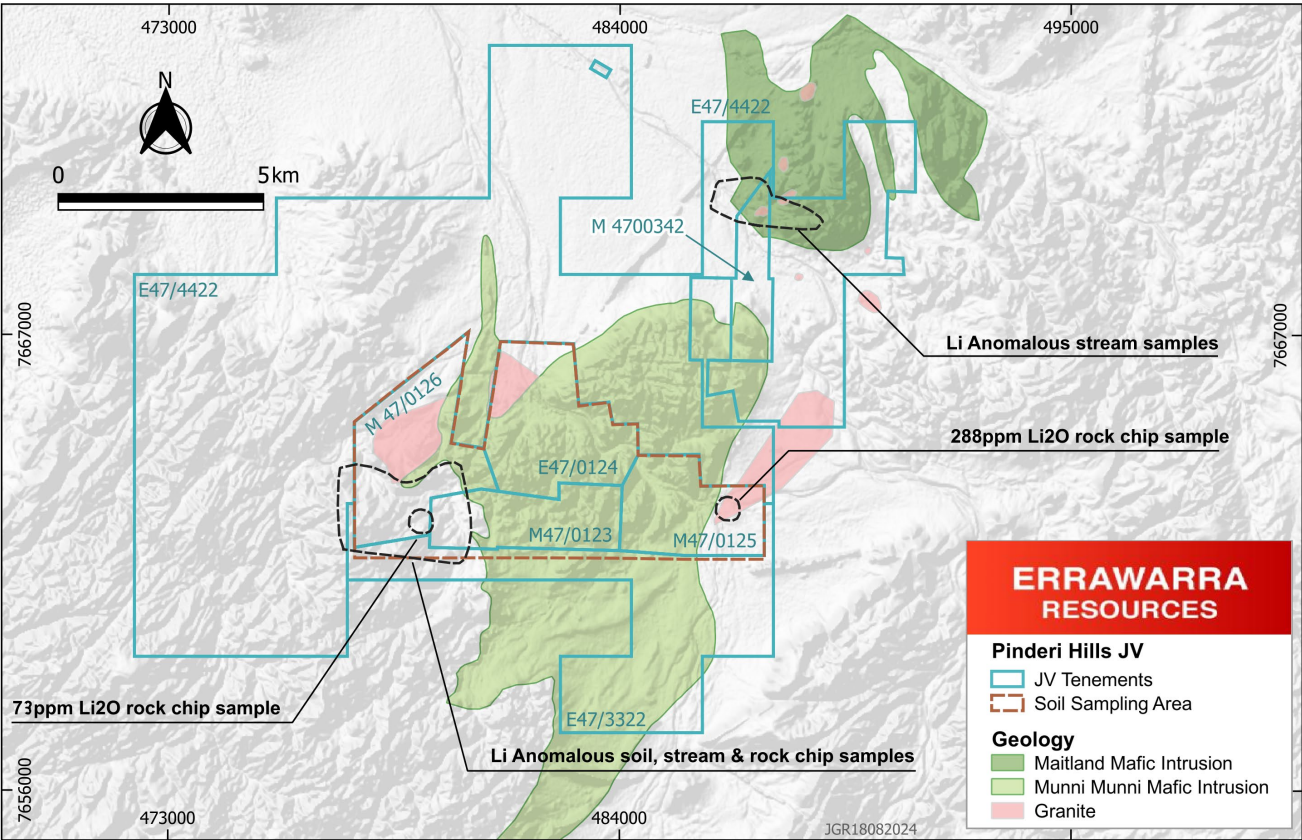 473000
484000
495000
N
0
5km
E47/4422
M 4700342
E47/4422
7667000
7667000
Li Anomalous stream samples
M 47/0126
288ppm Li2O rock chip sample
E47/0124
M47/0123
M47/0125
ERRAWARRA
RESOURCES
Pinderi Hills JV
JV Tenements
Soil Sampling Area
73ppm Li2O rock chip sample
E47/3322
Geology
Li Anomalous soil, stream & rock chip samples
Maitland Mafic Intrusion
Munni Munni Mafic Intrusion
Granite
7656000
473000
484000
JGR18082024